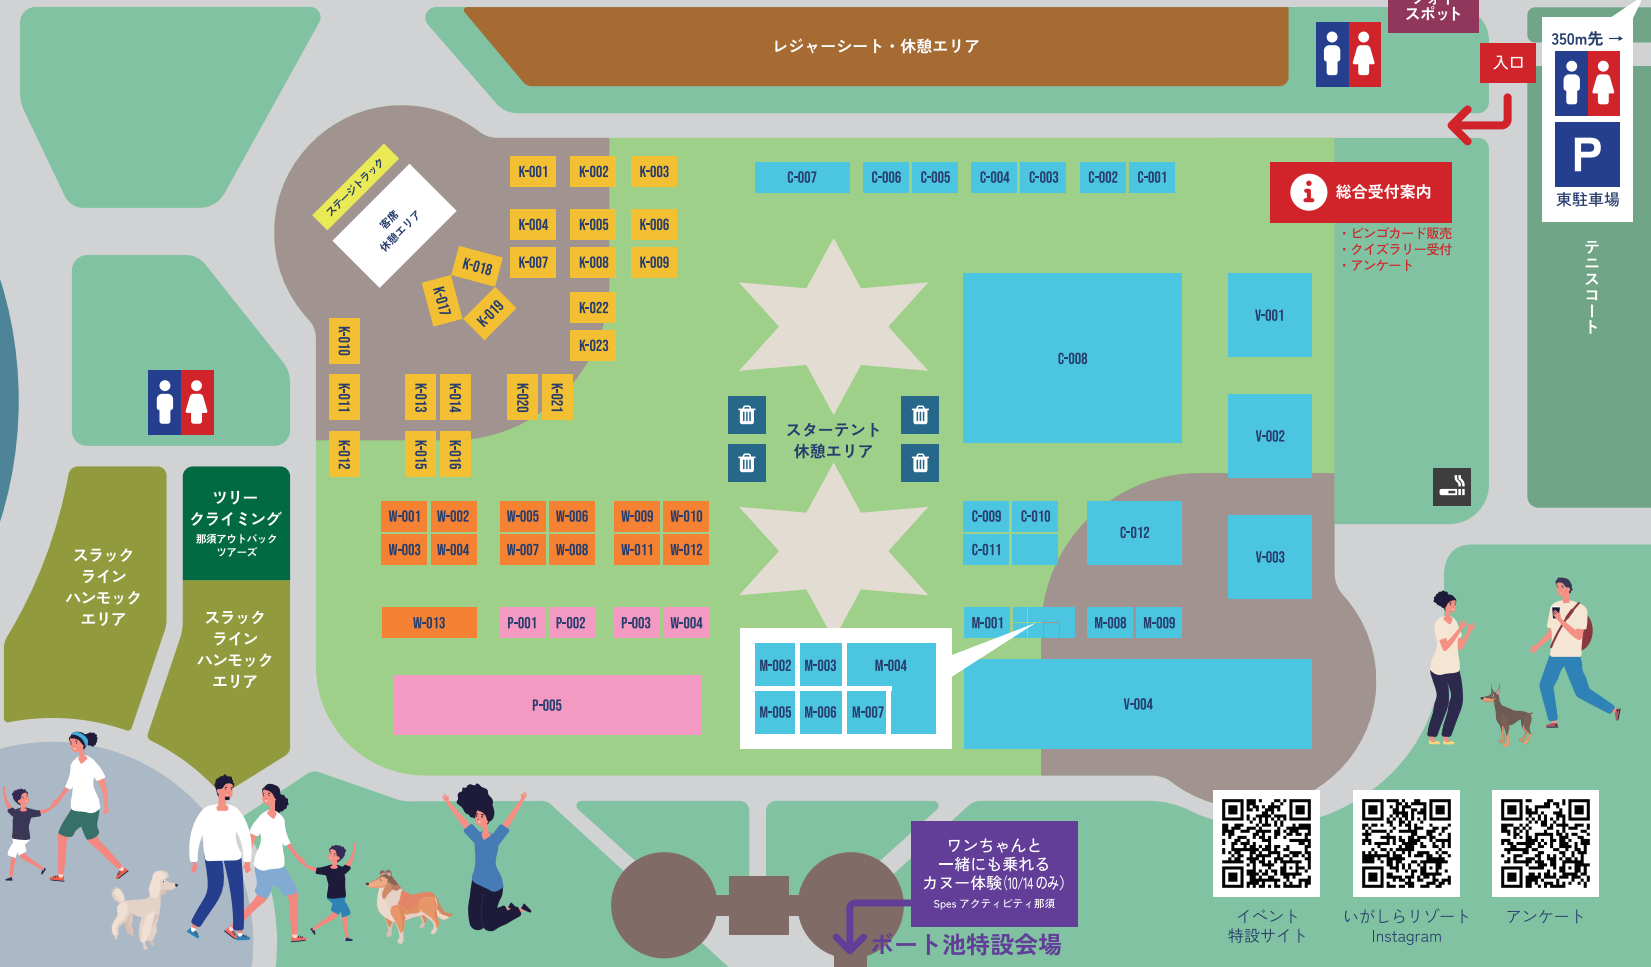 レジャーシート・休憩エリア
スポット
入口
350m先 →
P
東駐車場
テニスコート
総合受付案内
・ビンゴカード販売
・クイズラリー受付
・アンケート
ステージトラック
客席
休憩エリア
K-001 K-002 K-003
K-004 K-005 K-006
K-007 K-008 K-009
K-018
K-017
K-019
K-022
K-023
K-010
K-011
K-012
K-013 K-014
K-015 K-016
K-020 K-021
C-007 C-006 C-005 C-004 C-003 C-002 C-001
C-008
V-001
V-002
V-003
スターテント
休憩エリア
ツリー
クライミング
那須アウトバック
ツアーズ
スラック
ライン
ハンモック
エリア
スラック
ライン
ハンモック
エリア
W-001 W-002 W-005 W-006 W-009 W-010
W-003 W-004 W-007 W-008 W-011 W-012
W-013 P-001 P-002 P-003 W-004
P-005
C-009 C-010
C-011
C-012
M-001 M-008 M-009
M-002 M-003 M-004
M-005 M-006 M-007
V-004
ワンちゃんと
一緒にも乗れる
カヌー体験(10/14のみ)
Spes アクティビティ那須
ボート池特設会場
イベント
特設サイト
いがしらリゾート
Instagram
アンケート